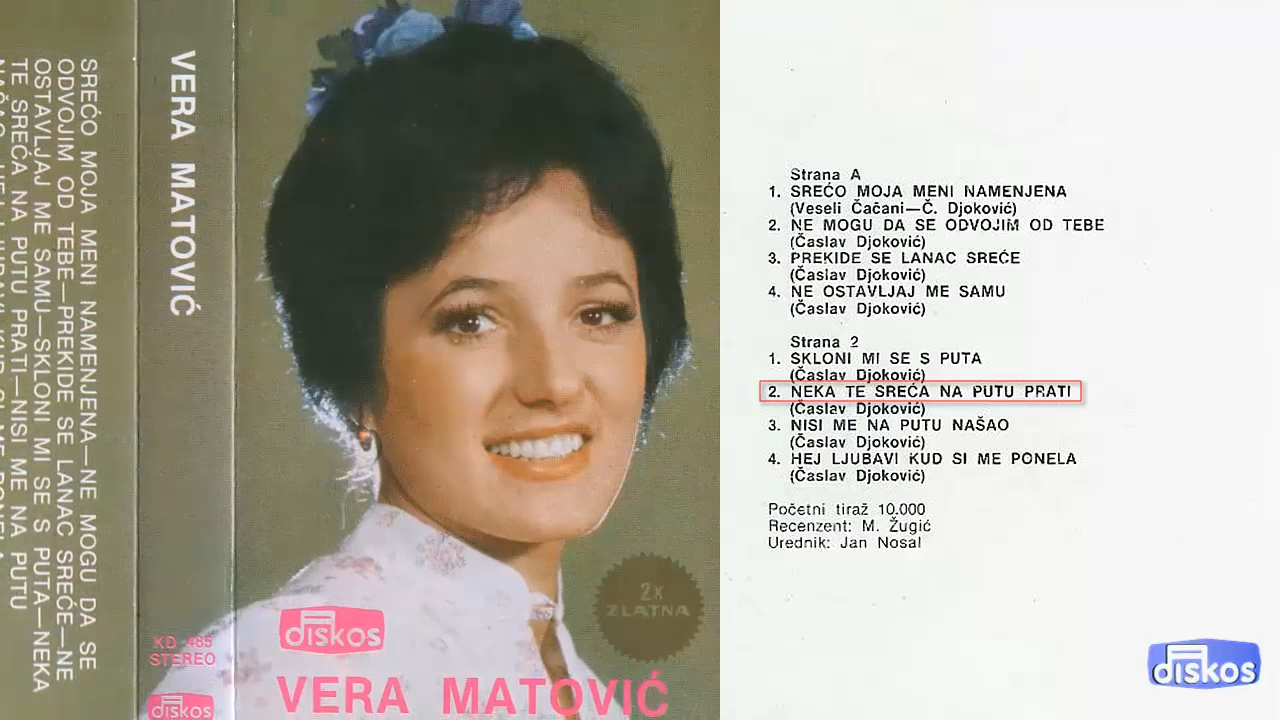 SREĆO MOJA MENI NAMENJENA—NE MOGU DA SE
ODVOJIM OD TEBE—PREKIDE SE LANAC SREĆE—NE
OSTAVLJAJ ME SAMU—SKLONI MI SE S PUTA—NEKA
TE SREĆA NA PUTU PRATI—NISI ME NA PUTU
VERA MATOVIĆ
KD 485
STEREO
diskos
2x
ZLATNA
diskos
VERA MATOVIĆ
Strana A
1. SREĆO MOJA MENI NAMENJENA
(Veseli Čačani—Č. Djoković)
2. NE MOGU DA SE ODVOJIM OD TEBE
(Časlav Djoković)
3. PREKIDE SE LANAC SREĆE
(Časlav Djoković)
4. NE OSTAVLJAJ ME SAMU
(Časlav Djoković)
Strana 2
1. SKLONI MI SE S PUTA
(Časlav Djoković)
2. NEKA TE SREĆA NA PUTU PRATI
(Časlav Djoković)
3. NISI ME NA PUTU NAŠAO
(Časlav Djoković)
4. HEJ LJUBAVI KUD SI ME PONELA
(Časlav Djoković)
Početni tiraž 10.000
Recenzent: M. Žugić
Urednik: Jan Nosal
diskos